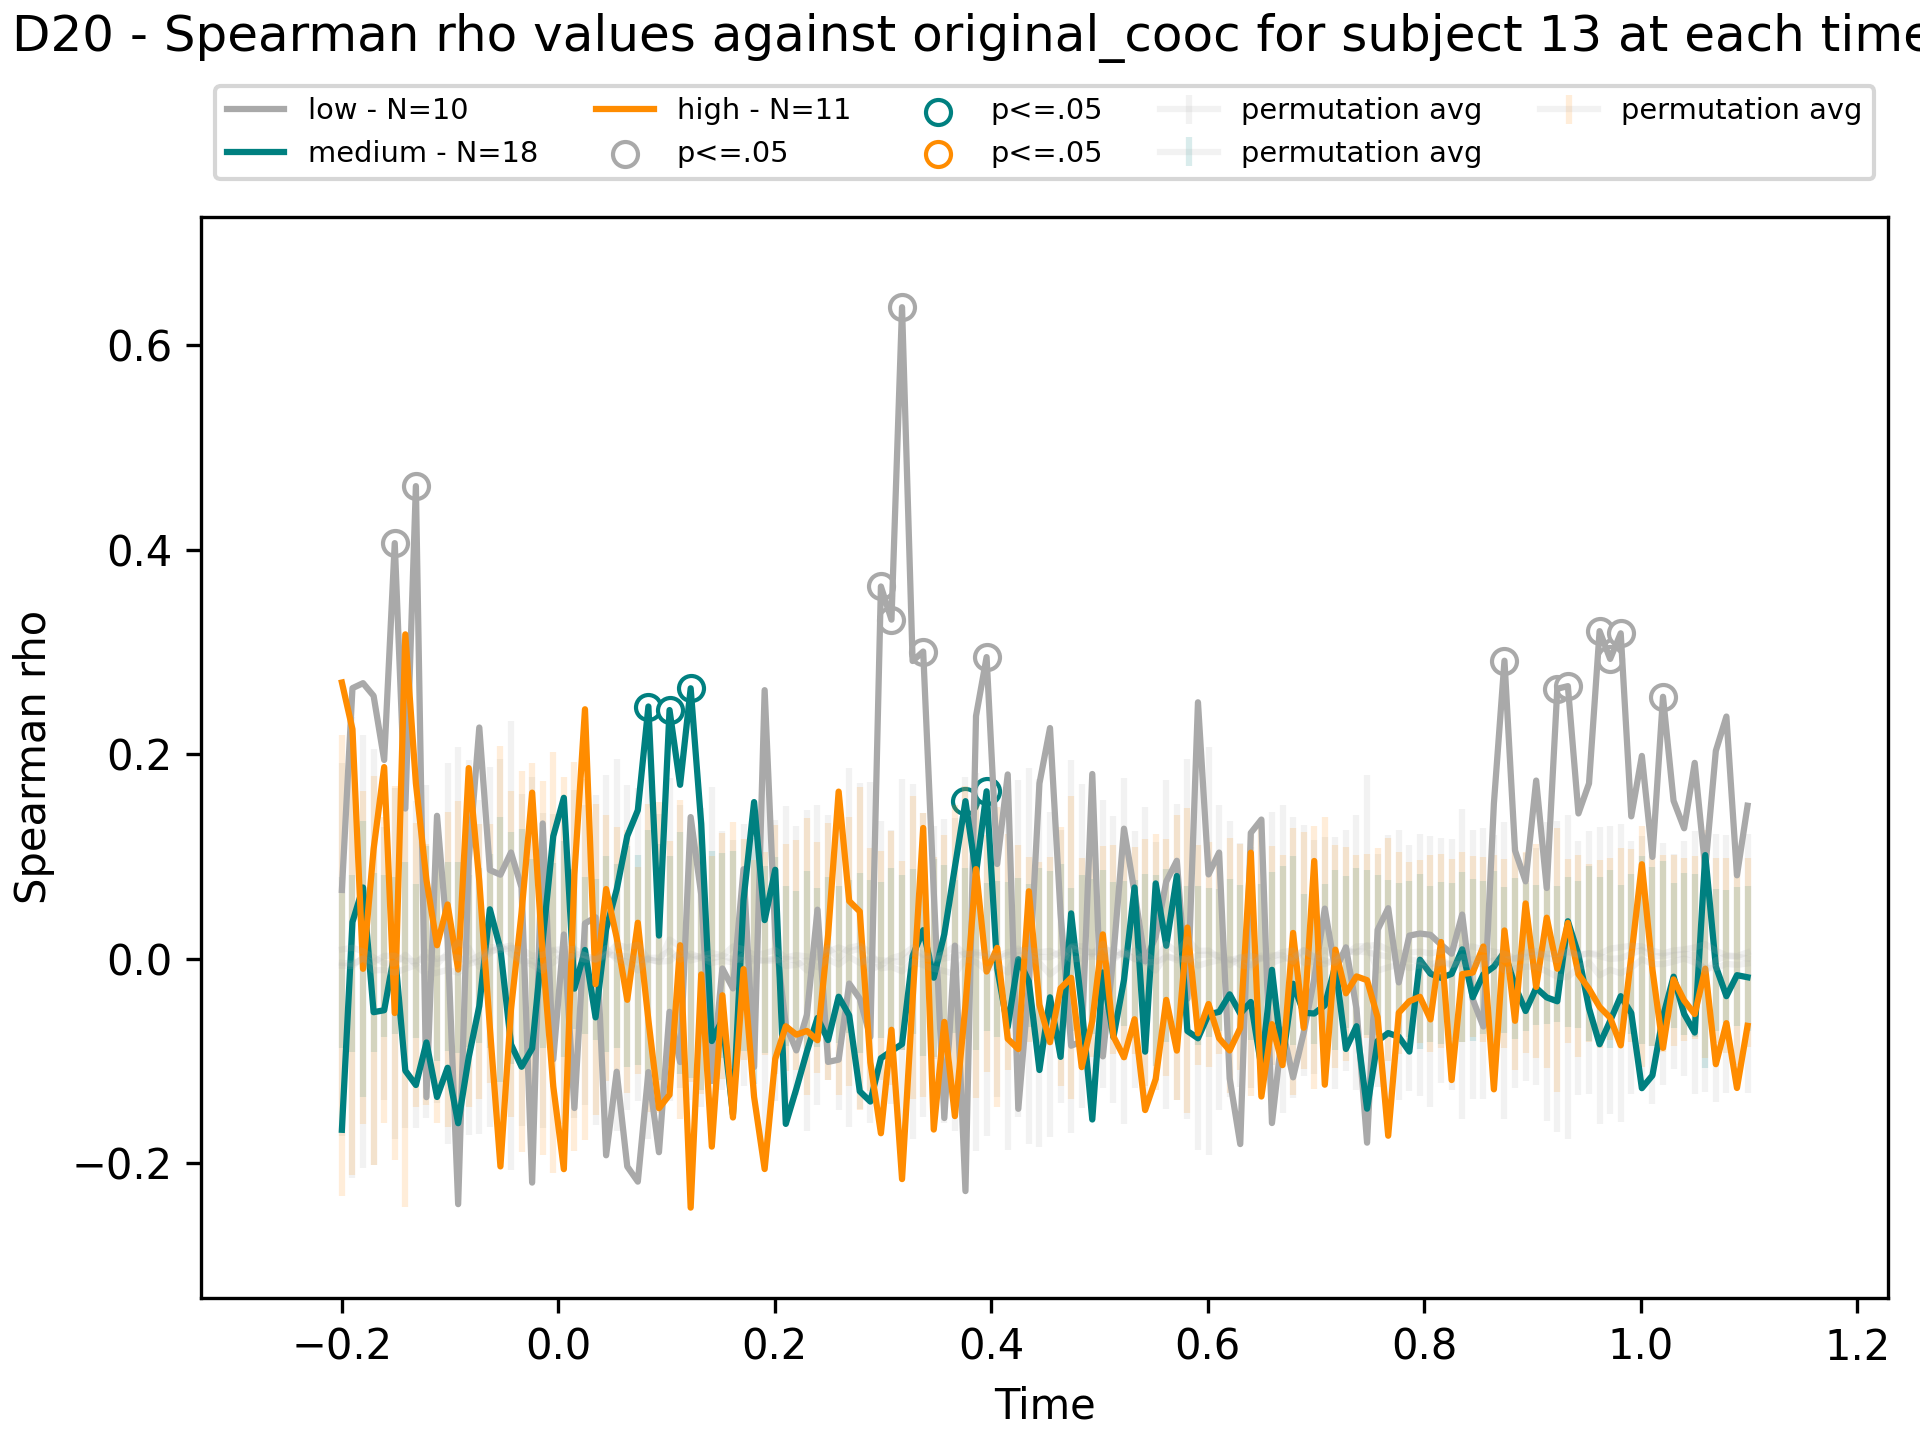 D20 - Spearman rho values against original_cooc for subject 13 at each time
low - N=10
medium - N=18
high - N=11
p<=.05
p<=.05
p<=.05
permutation avg
permutation avg
permutation avg
Spearman rho
0.6
0.4
0.2
0.0
−0.2
−0.2
0.0
0.2
0.4
0.6
0.8
1.0
1.2
Time